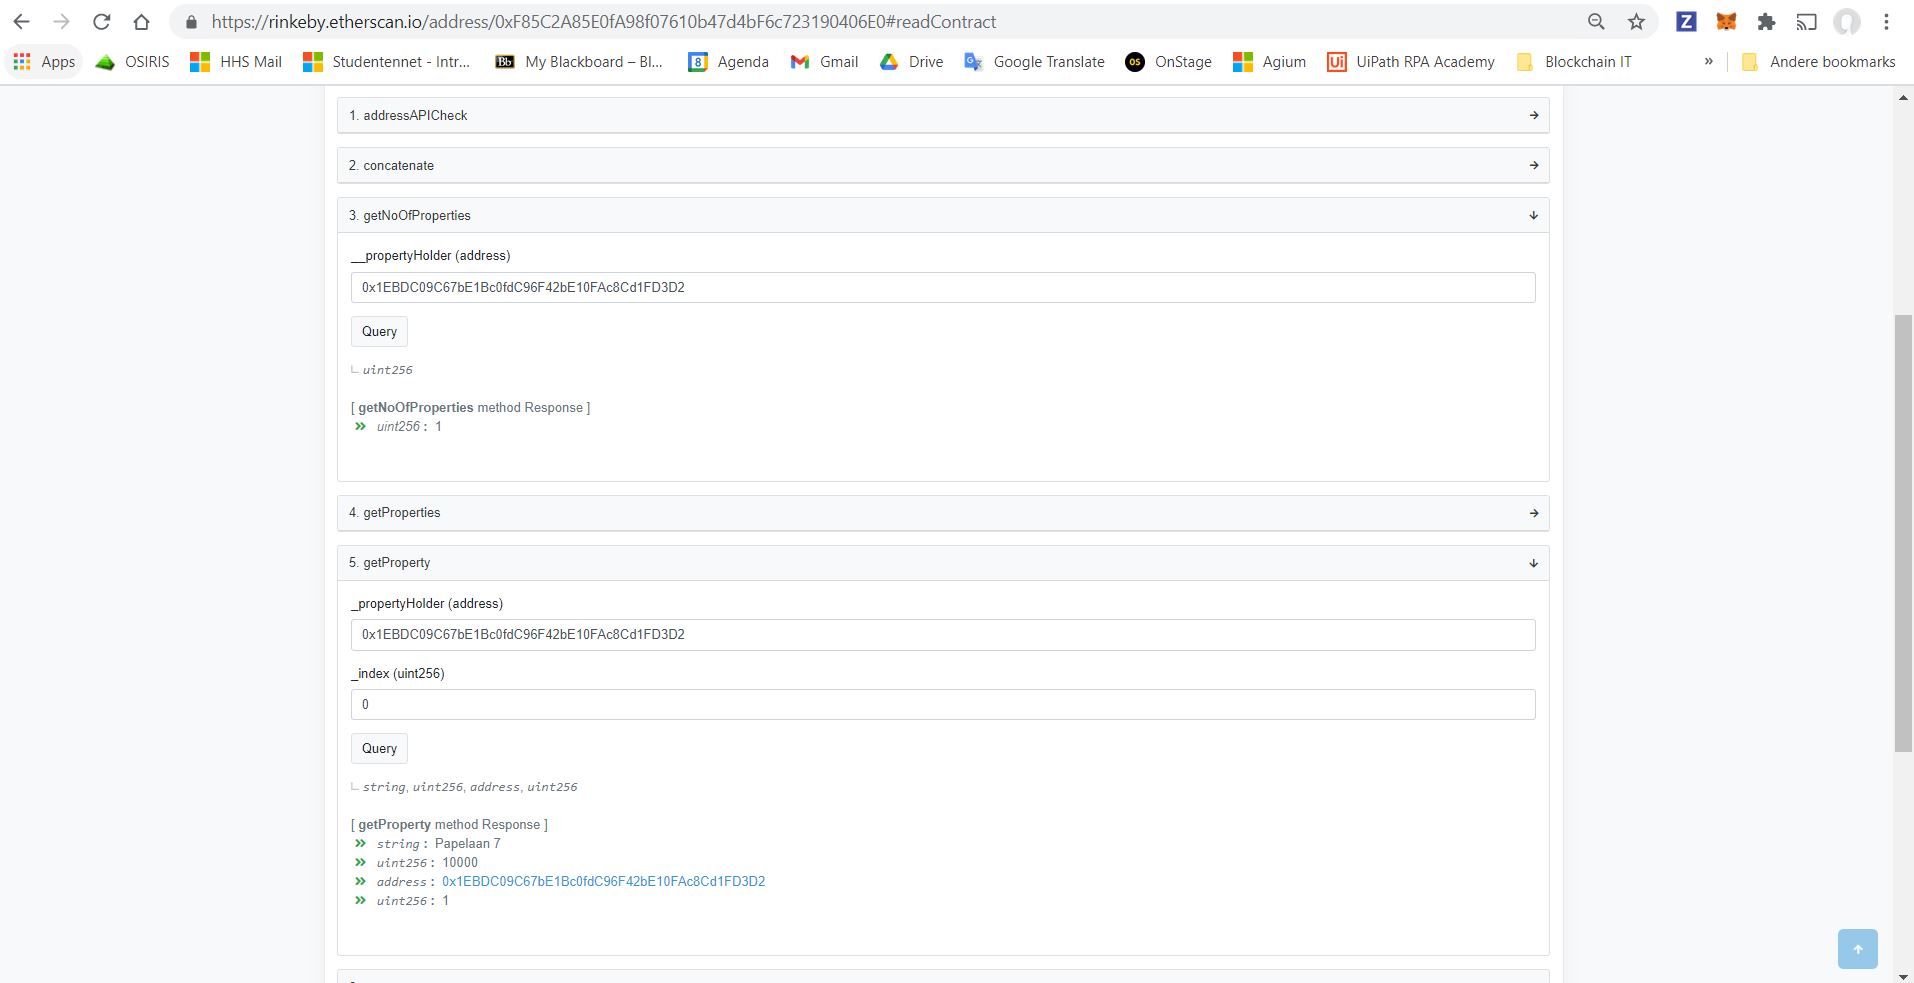 https://rinkeby.etherscan.io/address/0xF85C2A85E0fA98f07610b47d4bF6c723190406E0#readContract
Apps OSIRIS HHS Mail Studentennet - Intr... My Blackboard – Bl... Agenda Gmail Drive Google Translate OnStage Agium UiPath RPA Academy Blockchain IT » Andere bookmarks
1. addressAPICheck
2. concatenate
3. getNoOfProperties
__propertyHolder (address)
0x1EBDC09C67bE1Bc0fdC96F42bE10FAc8Cd1FD3D2
Query
uint256
[ getNoOfProperties method Response ]
uint256 : 1
4. getProperties
5. getProperty
_propertyHolder (address)
0x1EBDC09C67bE1Bc0fdC96F42bE10FAc8Cd1FD3D2
_index (uint256)
0
Query
string, uint256, address, uint256
[ getProperty method Response ]
string : Papelaan 7
uint256 : 10000
address : 0x1EBDC09C67bE1Bc0fdC96F42bE10FAc8Cd1FD3D2
uint256 : 1